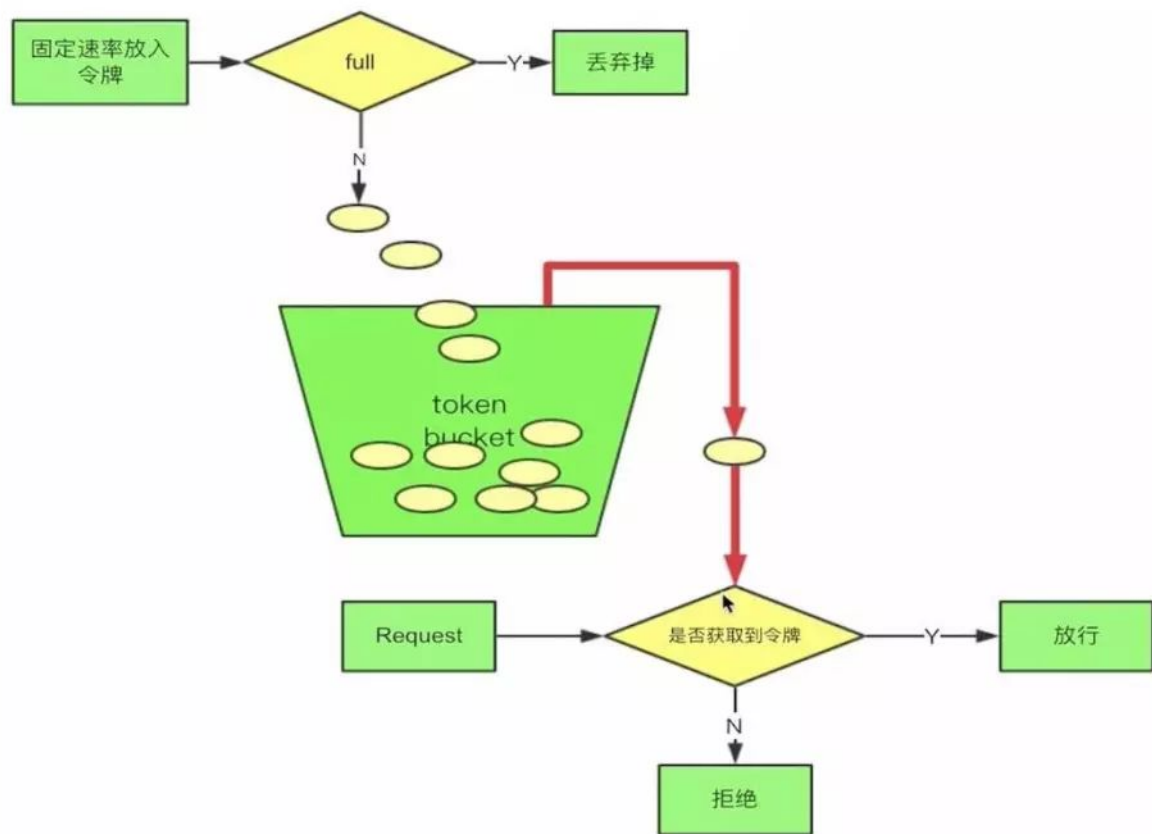 固定速率放入
令牌
full
Y
丢弃掉
N
token
bucket
Request
是否获取到令牌
Y
放行
N
拒绝